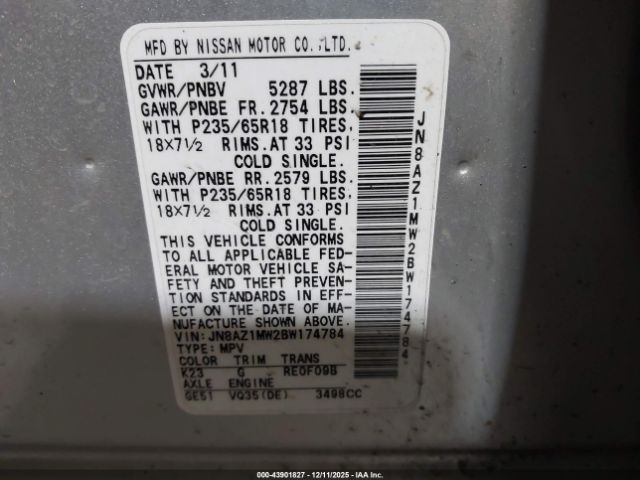 MFD BY NISSAN MOTOR CO.,LTD.
DATE 3/11
GVWR/PNBV 5287 LBS.
GAWR/PNBE FR. 2754 LBS.
WITH P235/65R18 TIRES,
18X7½ RIMS.AT 33 PSI
COLD SINGLE.
GAWR/PNBE RR. 2579 LBS.
WITH P235/65R18 TIRES,
18X7½ RIMS.AT 33 PSI
COLD SINGLE.
THIS VEHICLE CONFORMS
TO ALL APPLICABLE FED-
ERAL MOTOR VEHICLE SA-
FETY AND THEFT PREVEN-
TION STANDARDS IN EFF-
ECT ON THE DATE OF MA-
NUFACTURE SHOWN ABOVE.
VIN: JN8AZ1MW2BW174784
TYPE: MPV
COLOR TRIM TRANS
K23 G RE0F09B
AXLE ENGINE
GE51 VQ35(DE) 3498CC
JN8AZ1MW2BW174784
000-43901827 - 12/11/2025 - IAAI.COM